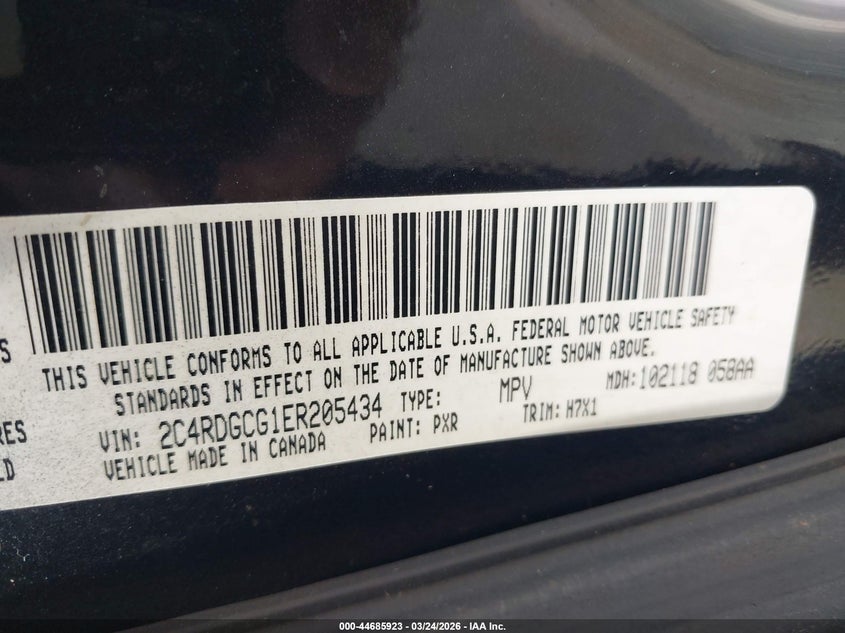 THIS VEHICLE CONFORMS TO ALL APPLICABLE U.S.A. FEDERAL MOTOR VEHICLE SAFETY
STANDARDS IN EFFECT ON THE DATE OF MANUFACTURE SHOWN ABOVE.
VIN: 2C4RDGCG1ER205434 TYPE: MPV MDH: 102118 058AA
VEHICLE MADE IN CANADA PAINT: PXR TRIM: H7X1
000-44685923 - 03/24/2026 - IAA Inc.